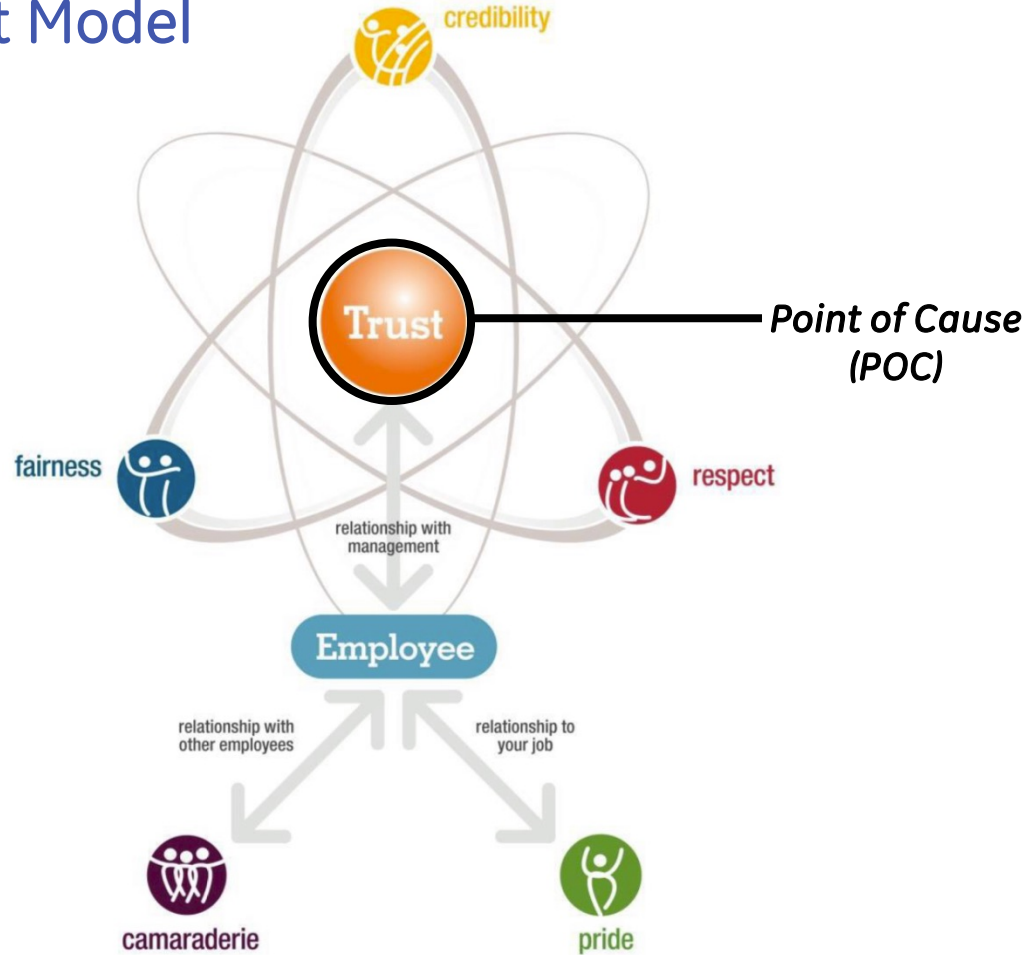 t Model
credibility
Trust
Point of Cause
(POC)
fairness
respect
relationship with
management
Employee
relationship with
other employees
relationship to
your job
camaraderie
pride